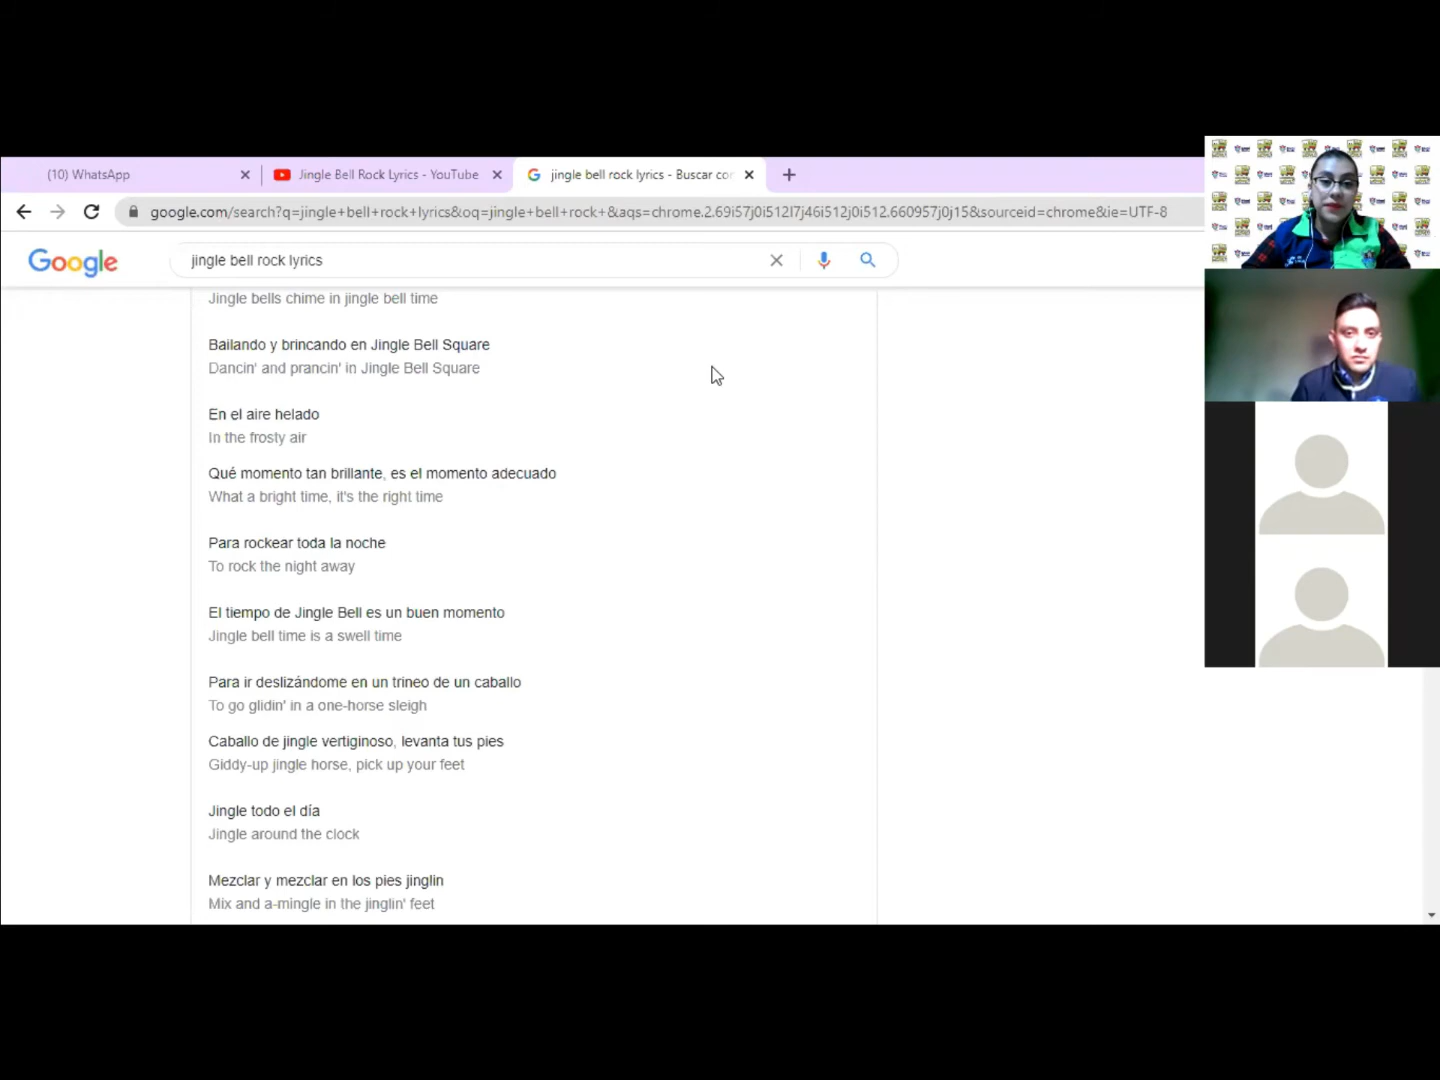 (10) WhatsApp
Jingle Bell Rock Lyrics - YouTube
jingle bell rock lyrics - Buscar con
google.com/search?q=jingle+bell+rock+lyrics&oq=jingle+bell+rock+&aqs=chrome.2.69i57j0i512l7j46i512j0i512.660957j0j15&sourceid=chrome&ie=UTF-8
Google
jingle bell rock lyrics
Jingle bells chime in jingle bell time
Bailando y brincando en Jingle Bell Square
Dancin' and prancin' in Jingle Bell Square
En el aire helado
In the frosty air
Qué momento tan brillante, es el momento adecuado
What a bright time, it's the right time
Para rockear toda la noche
To rock the night away
El tiempo de Jingle Bell es un buen momento
Jingle bell time is a swell time
Para ir deslizándome en un trineo de un caballo
To go glidin' in a one-horse sleigh
Caballo de jingle vertiginoso, levanta tus pies
Giddy-up jingle horse, pick up your feet
Jingle todo el día
Jingle around the clock
Mezclar y mezclar en los pies jinglin
Mix and a-mingle in the jinglin' feet